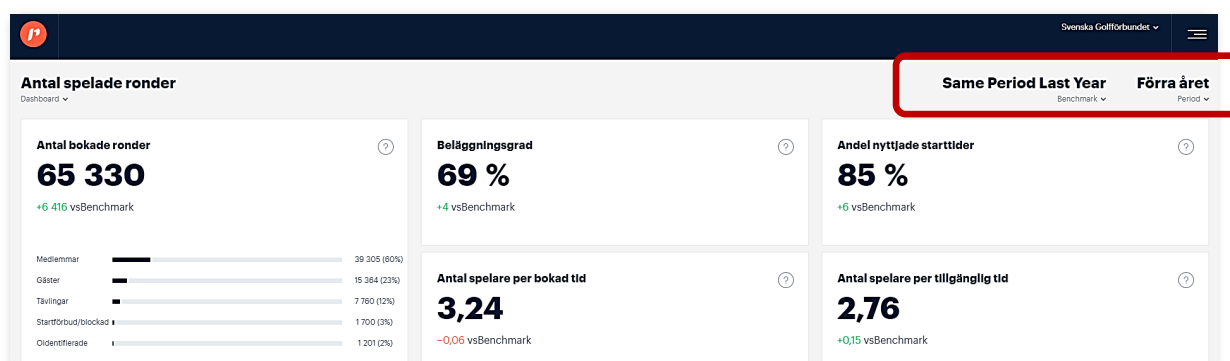 Svenska Golfförbundet
Antal spelade ronder
Dashboard
Same Period Last Year
Benchmark
Förra året
Period
Antal bokade ronder
?
65 330
+6 416 vsBenchmark
Medlemmar 39 305 (60%)
Gäster 15 364 (23%)
Tävlingar 7 760 (12%)
Startförbud/blockad 1 700 (3%)
Oidentifierade 1 201 (2%)
Beläggningsgrad
?
69 %
+4 vsBenchmark
Andel nyttjade starttider
?
85 %
+6 vsBenchmark
Antal spelare per bokad tid
?
3,24
−0,06 vsBenchmark
Antal spelare per tillgänglig tid
?
2,76
+0,15 vsBenchmark